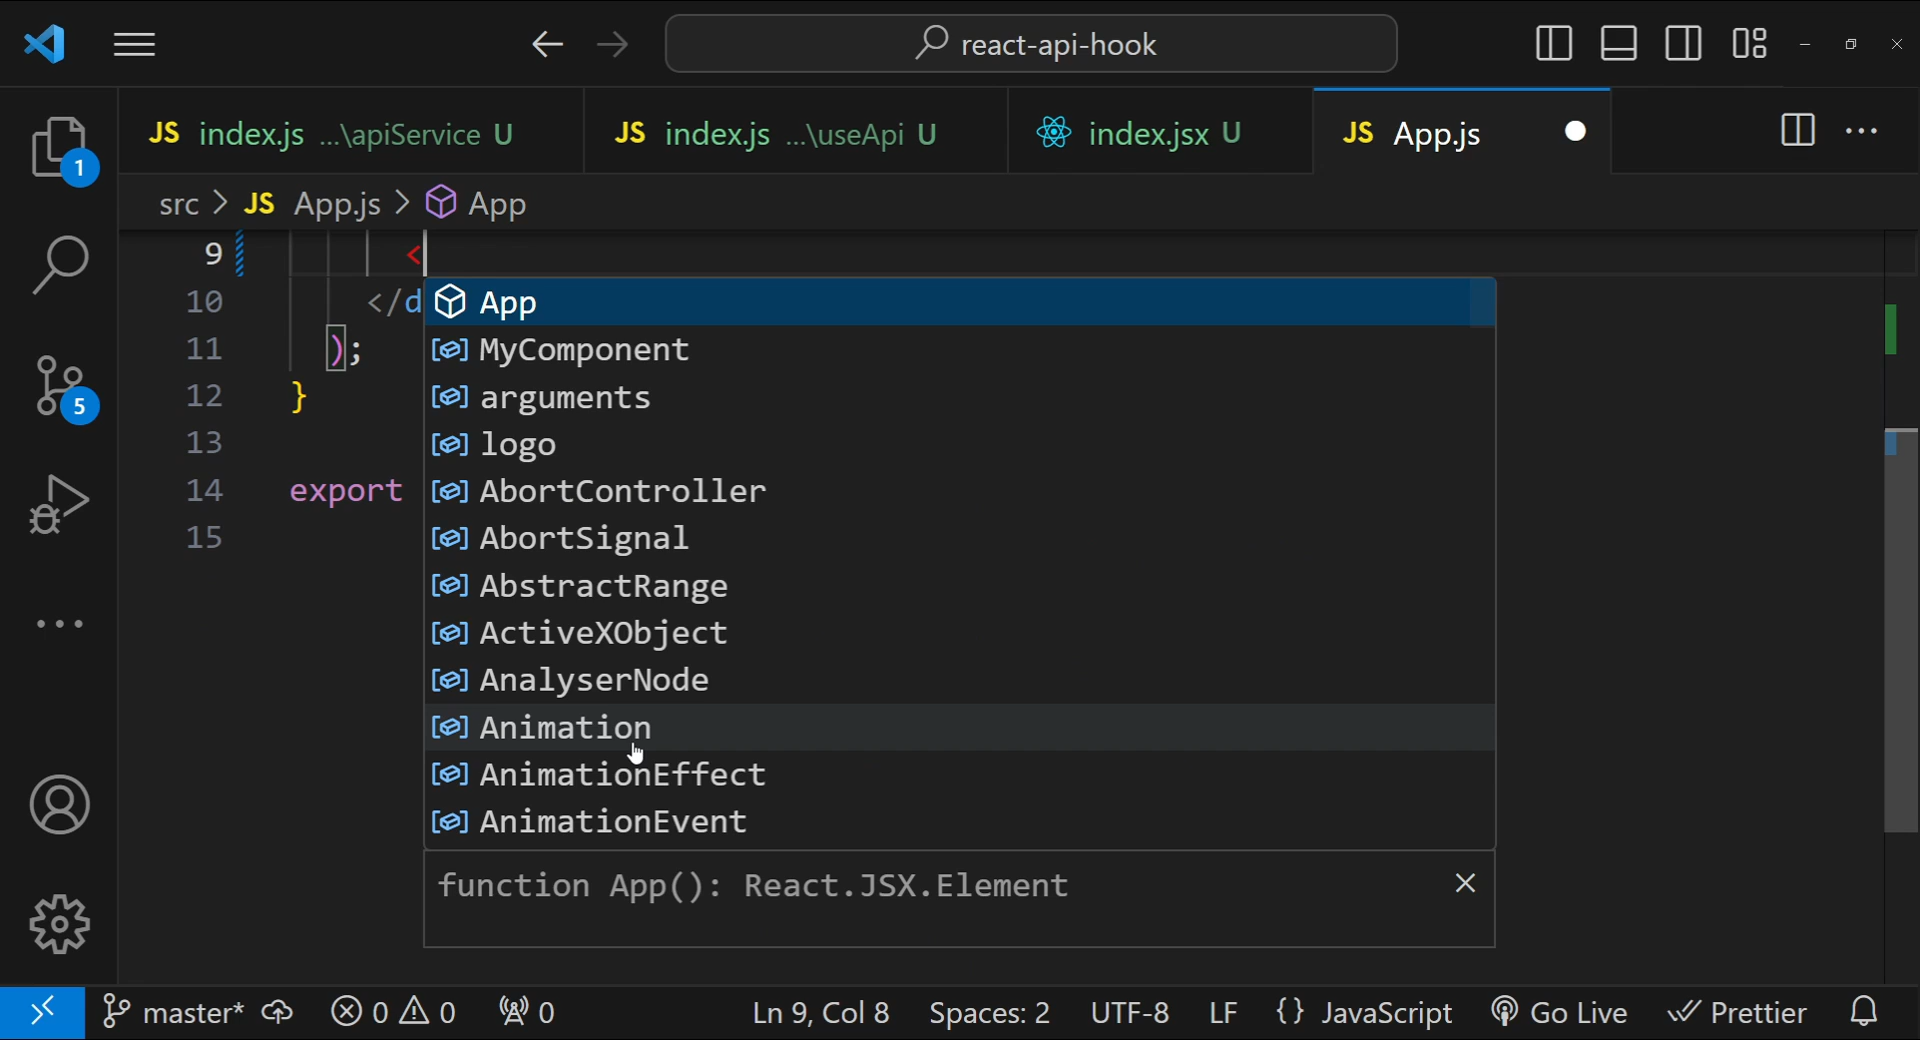 react-api-hook
JS index.js ...\apiService U
JS index.js ...\useApi U
index.jsx U
JS App.js
1
src > JS App.js > App
9 <
10 </d
11 );
12 }
13
14 export
15
5
App
MyComponent
arguments
logo
AbortController
AbortSignal
AbstractRange
ActiveXObject
AnalyserNode
Animation
AnimationEffect
AnimationEvent
function App(): React.JSX.Element
master* 0 0 0 Ln 9, Col 8 Spaces: 2 UTF-8 LF {} JavaScript Go Live Prettier